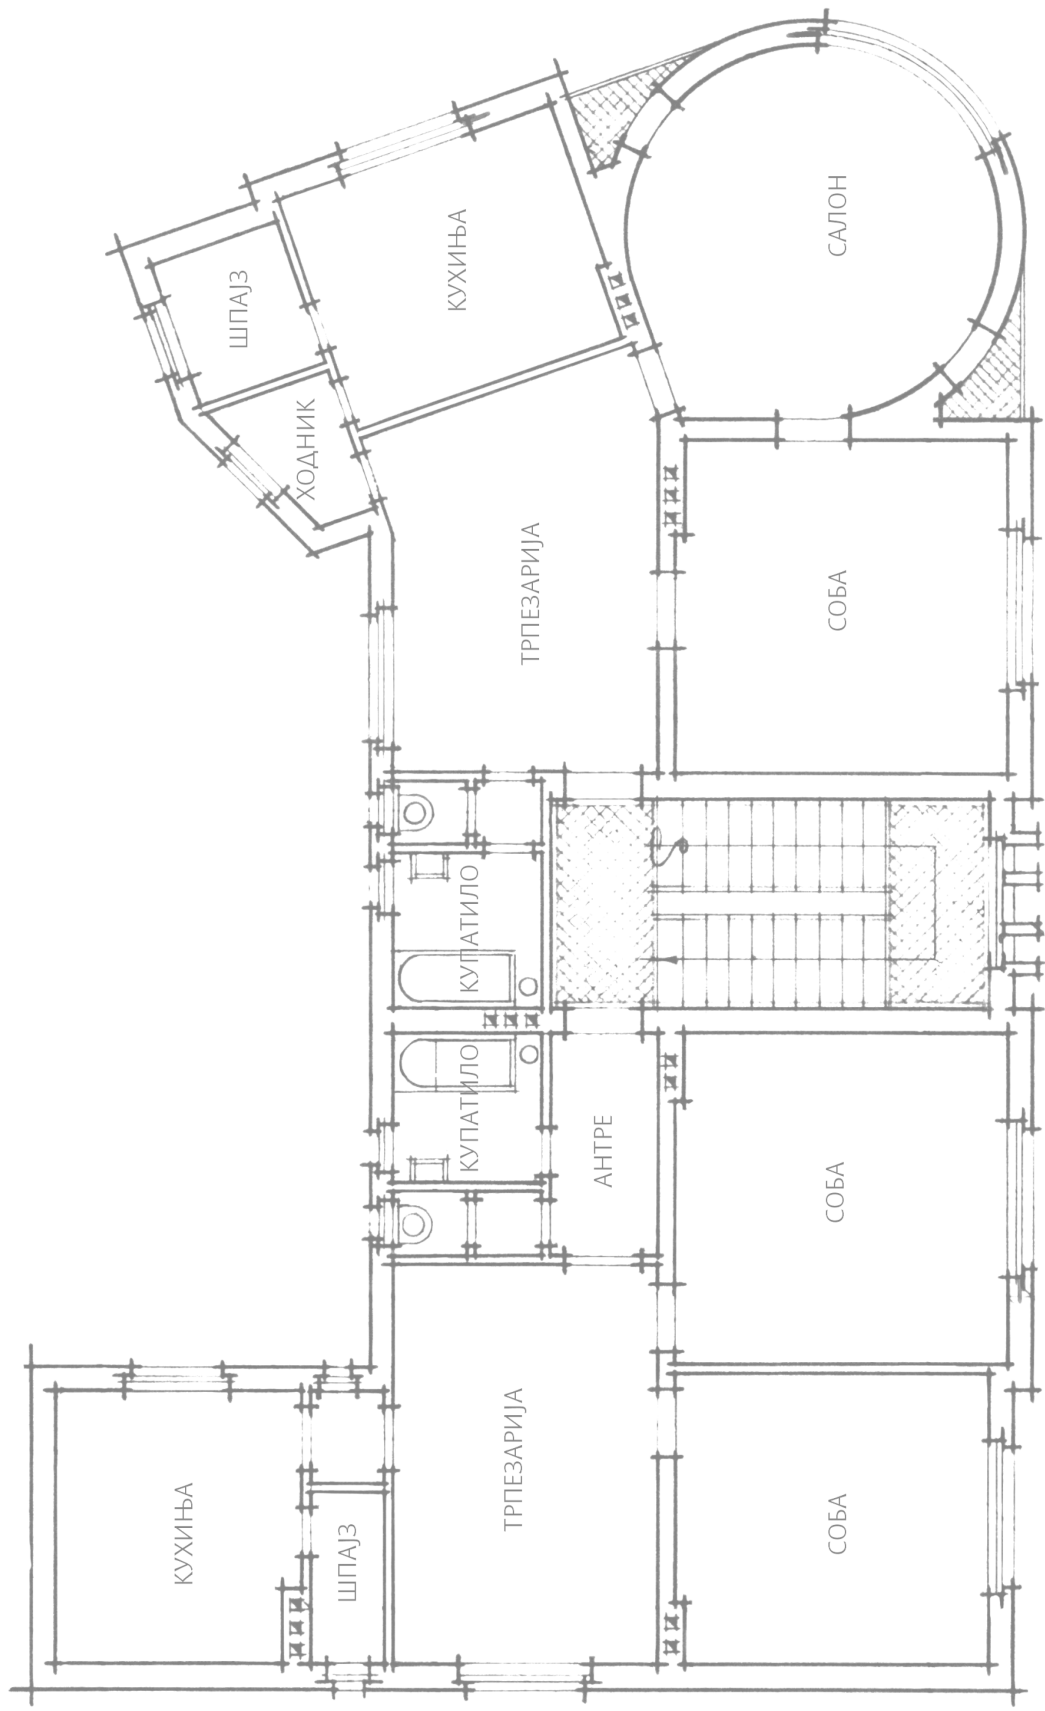 САЛОН
КУХИЊА
ШПАЈЗ
ХОДНИК
ТРПЕЗАРИЈА
СОБА
КУПАТИЛО
КУПАТИЛО
АНТРЕ
СОБА
ТРПЕЗАРИЈА
КУХИЊА
ШПАЈЗ
СОБА